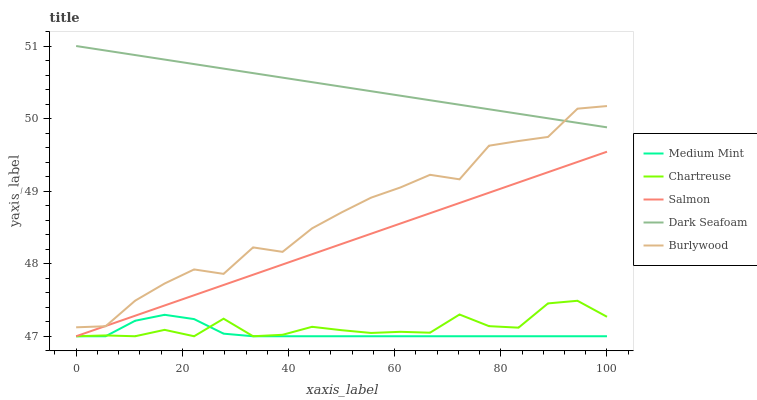 title
yaxis_label
51
50
49
48
47
0 20 40 60 80 100
xaxis_label
Medium Mint
Chartreuse
Salmon
Dark Seafoam
Burlywood